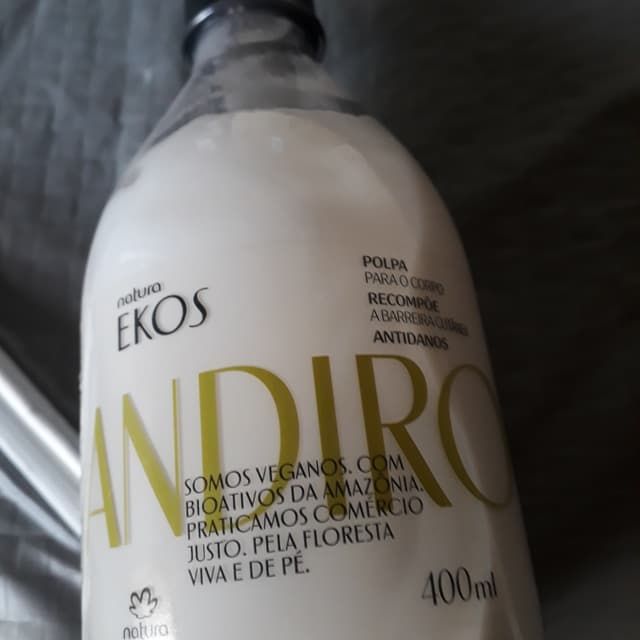 natura
EKOS
POLPA
PARA O CORPO
RECOMPÕE
A BARREIRA CUTÂNEA
ANTIDANOS
ANDIRO
SOMOS VEGANOS. COM
BIOATIVOS DA AMAZÔNIA.
PRATICAMOS COMÉRCIO
JUSTO. PELA FLORESTA
VIVA E DE PÉ.
400ml
natura